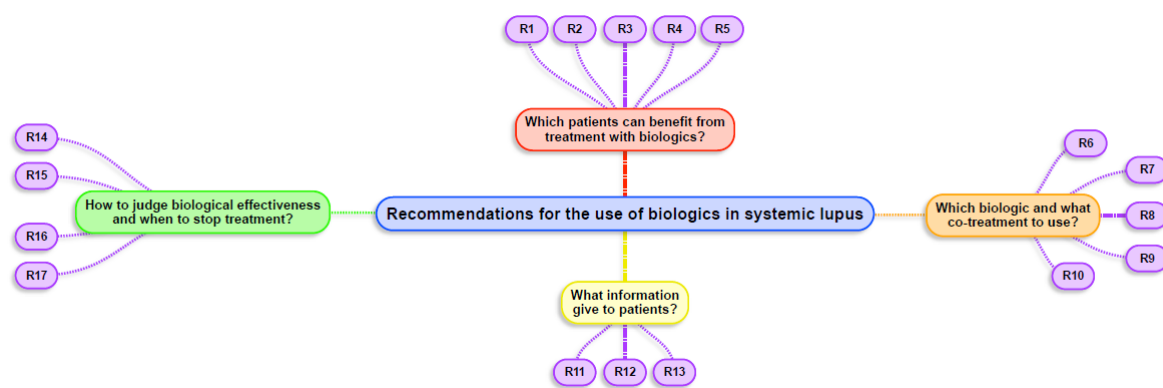 R1
R2
R3
R4
R5
Which patients can benefit from
treatment with biologics?
R14
R15
R16
R17
How to judge biological effectiveness
and when to stop treatment?
Recommendations for the use of biologics in systemic lupus
Which biologic and what
co-treatment to use?
R6
R7
R8
R9
R10
What information
give to patients?
R11
R12
R13